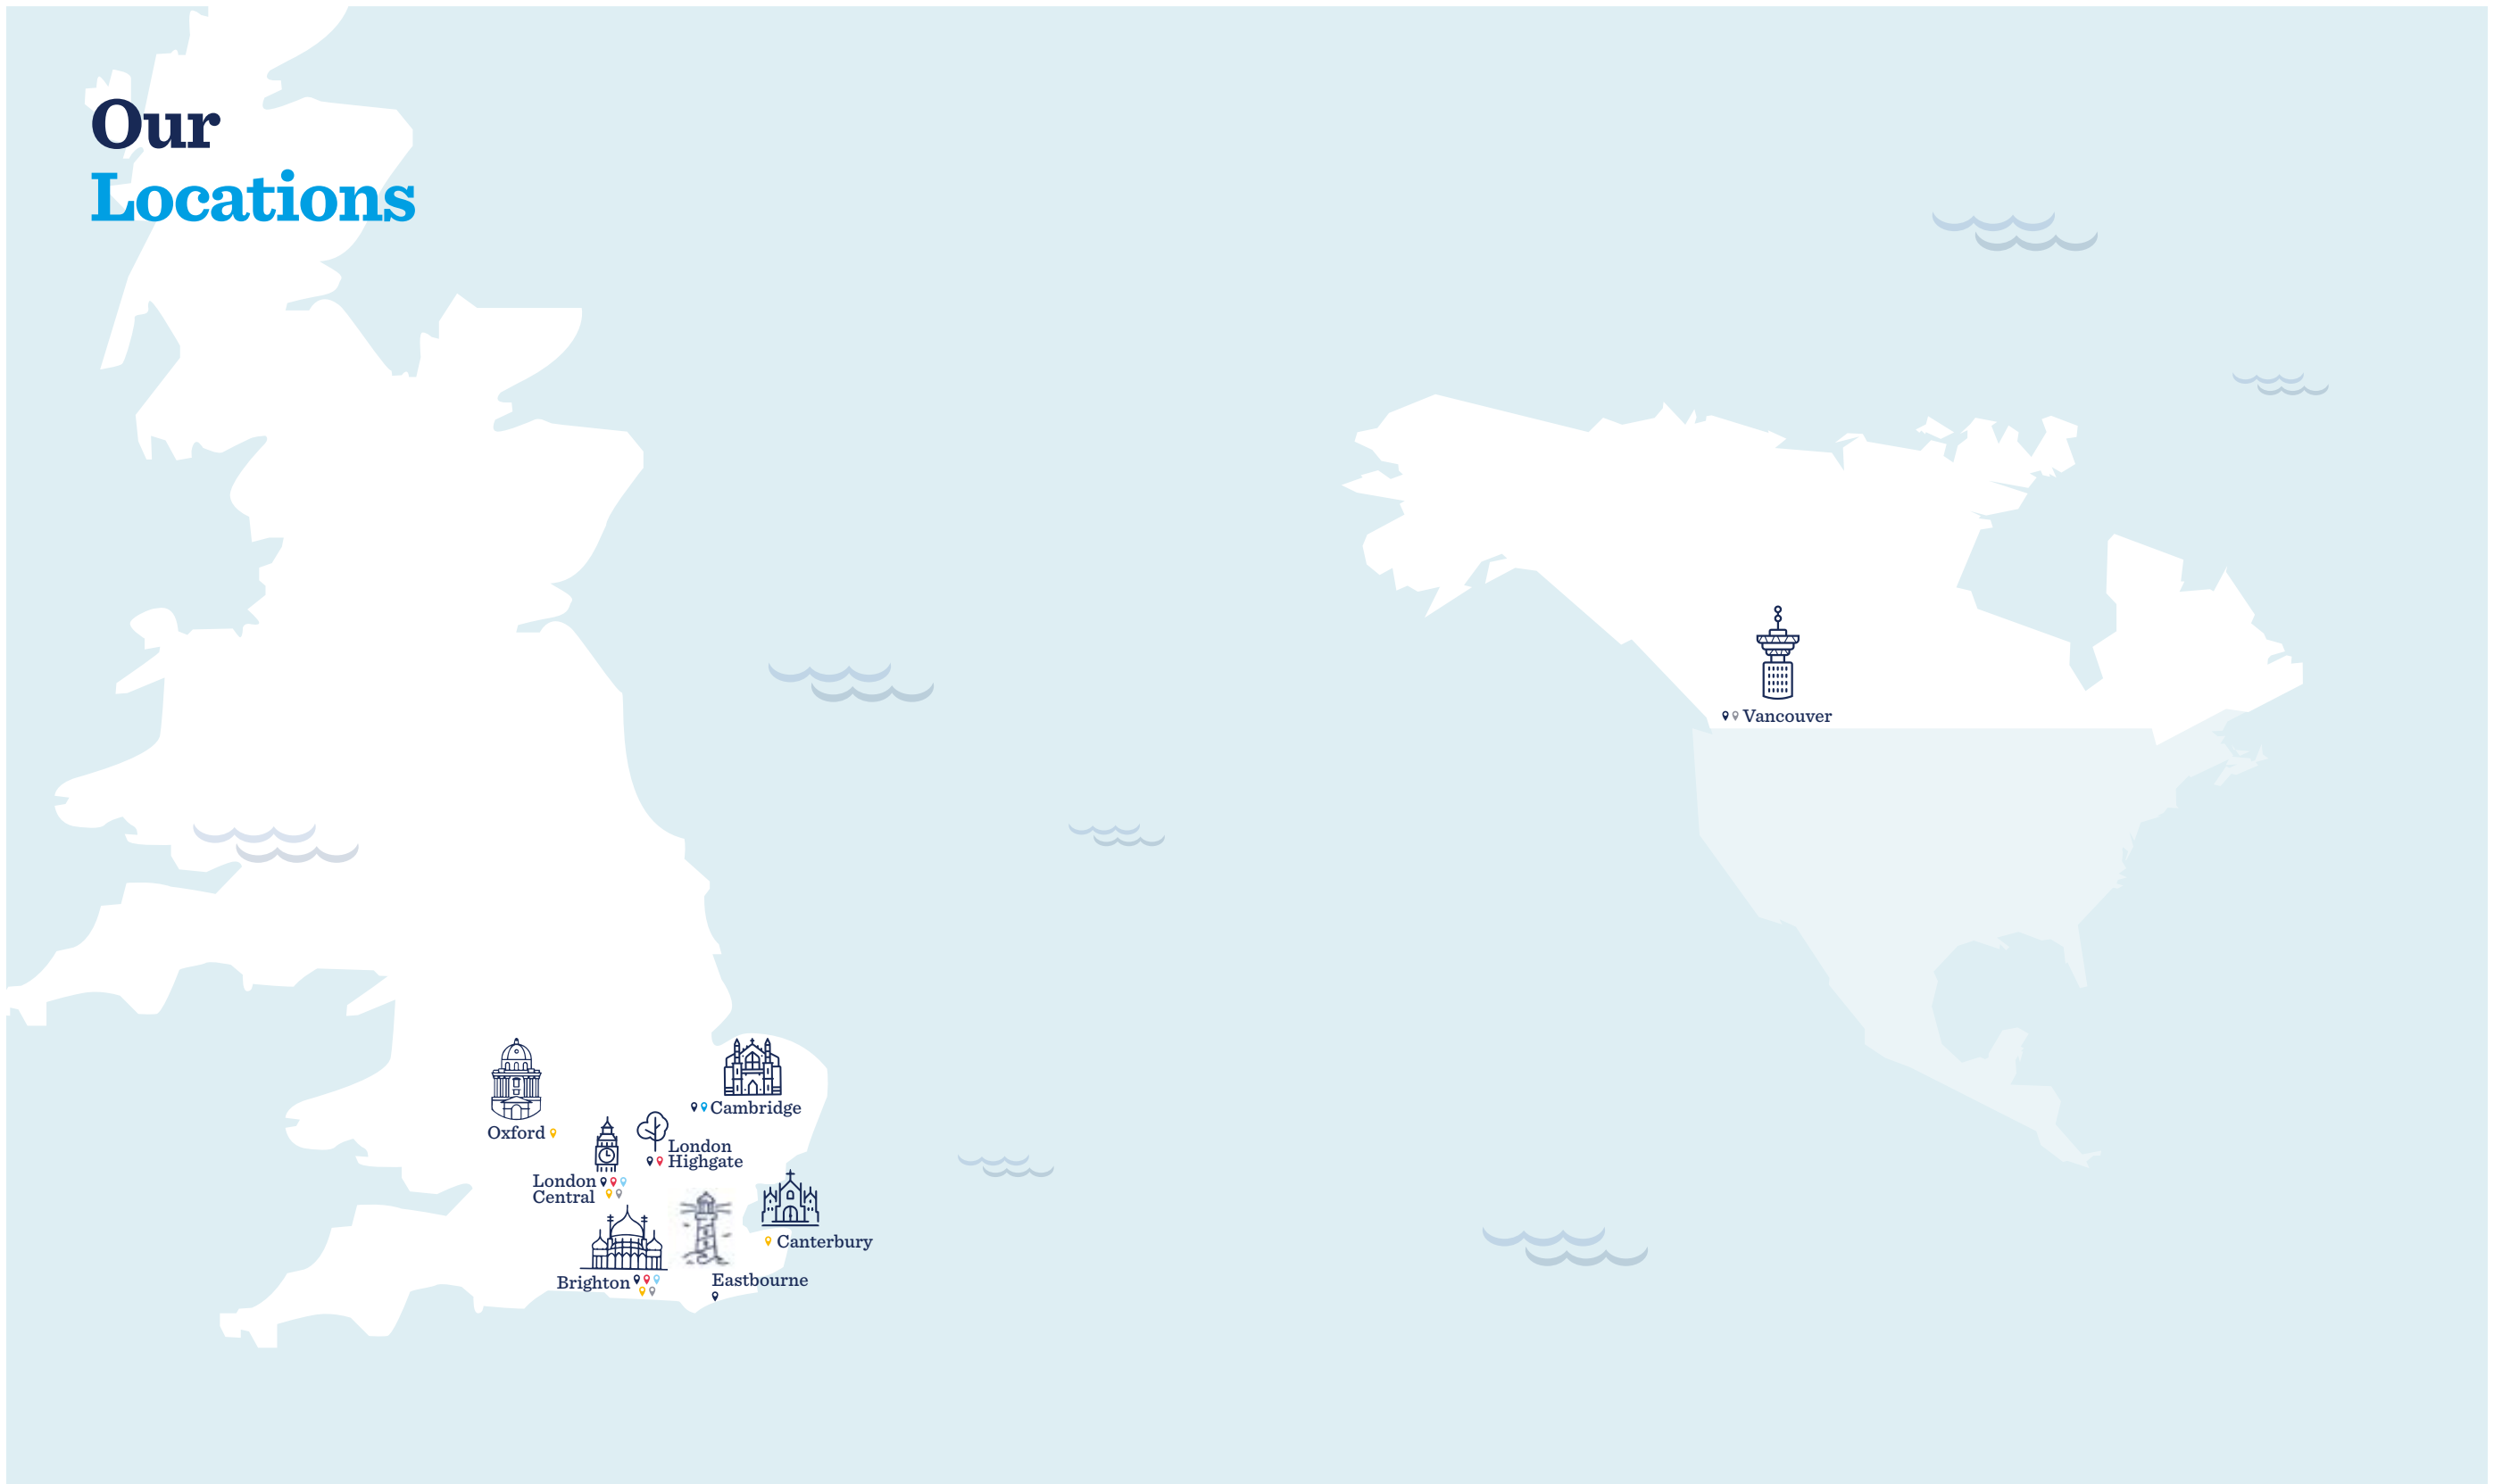 Our
Locations
Vancouver
Cambridge
Oxford
London
Highgate
London
Central
Canterbury
Brighton
Eastbourne